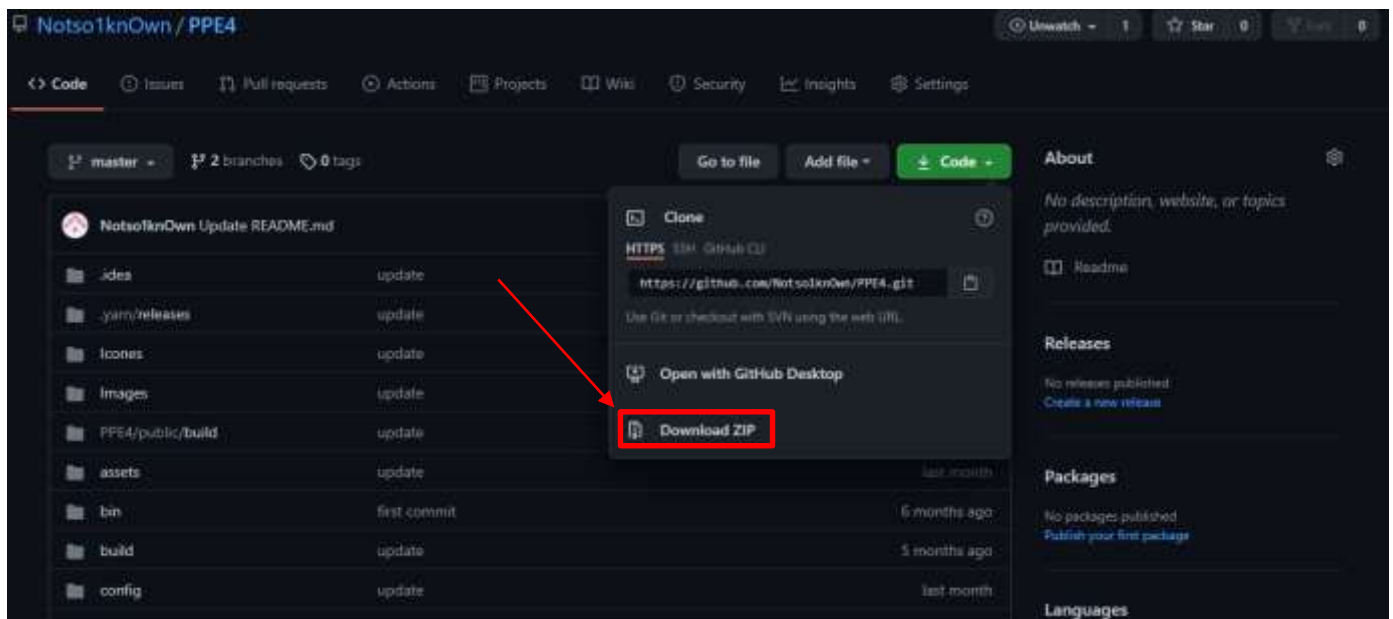 Notso1knOwn / PPE4
Unwatch 1 Star 0 0
<> Code Issues Pull requests Actions Projects Wiki Security Insights Settings
master 2 branches 0 tags Go to file Add file Code
Notso1knOwn Update README.md
.idea update
.yarn/releases update
Icones update
Images update
PPE4/public/build update
assets update last month
bin first commit 6 months ago
build update 5 months ago
config update last month
Clone
HTTPS SSH GitHub CLI
https://github.com/Notso1knOwn/PPE4.git
Use Git or checkout with SVN using the web URL.
Open with GitHub Desktop
Download ZIP
About
No description, website, or topics
provided.
Readme
Releases
No releases published
Create a new release
Packages
No packages published
Publish your first package
Languages